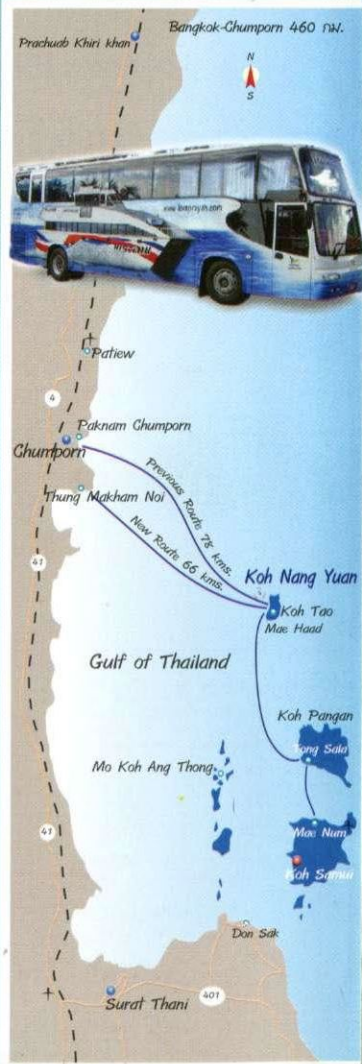 Bangkok-Chumporn 460 กม.
Prachuab Khiri khan
N
S
www.lomprayah.com
Patiew
4
Paknam Chumporn
Chumporn
Thung Makham Noi
Previous Route 78 kms.
New Route 66 kms.
41
Koh Nang Yuan
Koh Tao
Mae Haad
Gulf of Thailand
Koh Pangan
Tong Sala
Mo Koh Ang Thong
Mae Num
Koh Samui
41
Don Sak
401
Surat Thani